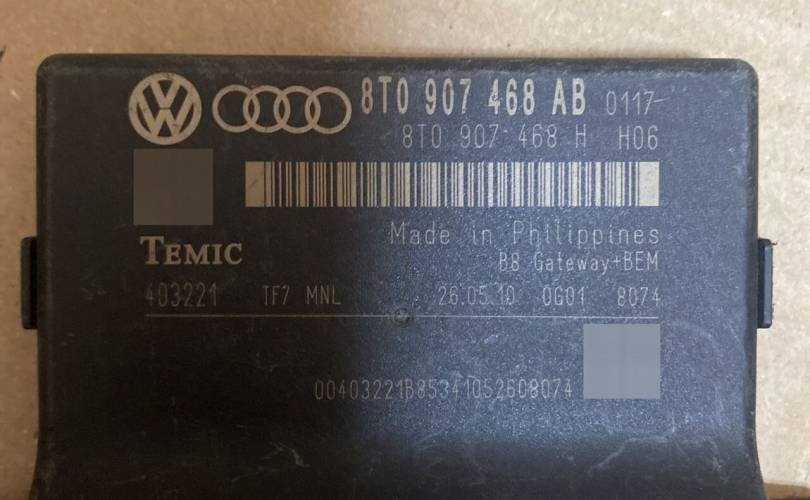 8T0 907 468 AB 0117-
8T0 907 468 H H06
Made in Philippines
TEMIC
B8 Gateway+BEM
403221 TF7 MNL 26.05.10 0G01 8074
00403221B85341052608074